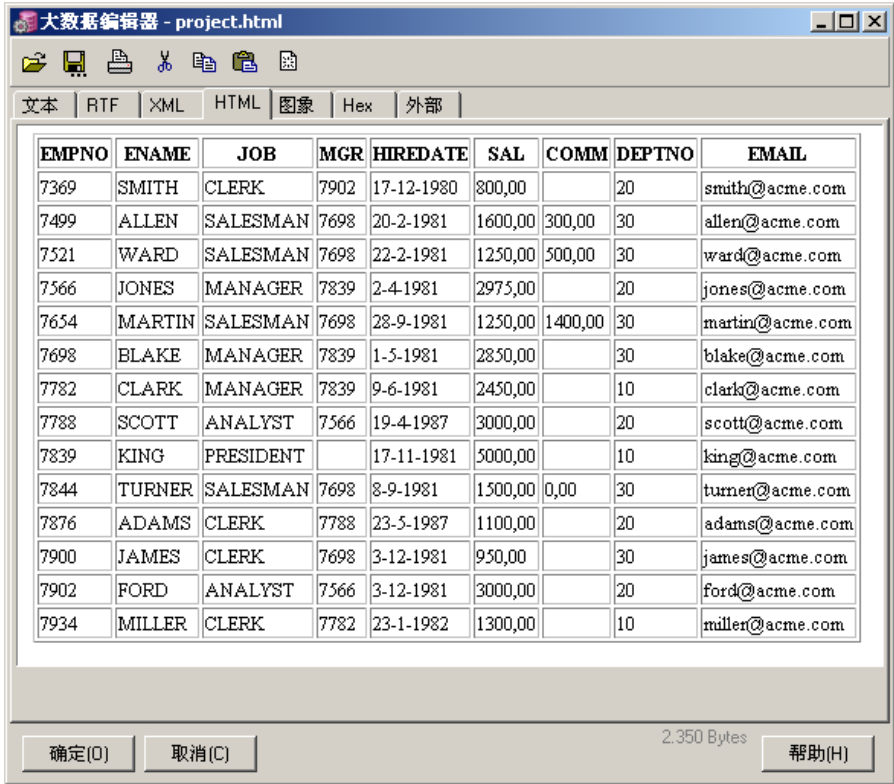 大数据编辑器 - project.html
文本 RTF XML HTML 图象 Hex 外部
EMPNO ENAME JOB MGR HIREDATE SAL COMM DEPTNO EMAIL
7369 SMITH CLERK 7902 17-12-1980 800,00 20 smith@acme.com
7499 ALLEN SALESMAN 7698 20-2-1981 1600,00 300,00 30 allen@acme.com
7521 WARD SALESMAN 7698 22-2-1981 1250,00 500,00 30 ward@acme.com
7566 JONES MANAGER 7839 2-4-1981 2975,00 20 jones@acme.com
7654 MARTIN SALESMAN 7698 28-9-1981 1250,00 1400,00 30 martin@acme.com
7698 BLAKE MANAGER 7839 1-5-1981 2850,00 30 blake@acme.com
7782 CLARK MANAGER 7839 9-6-1981 2450,00 10 clark@acme.com
7788 SCOTT ANALYST 7566 19-4-1987 3000,00 20 scott@acme.com
7839 KING PRESIDENT 17-11-1981 5000,00 10 king@acme.com
7844 TURNER SALESMAN 7698 8-9-1981 1500,00 0,00 30 turner@acme.com
7876 ADAMS CLERK 7788 23-5-1987 1100,00 20 adams@acme.com
7900 JAMES CLERK 7698 3-12-1981 950,00 30 james@acme.com
7902 FORD ANALYST 7566 3-12-1981 3000,00 20 ford@acme.com
7934 MILLER CLERK 7782 23-1-1982 1300,00 10 miller@acme.com
2.350 Bytes
确定(O) 取消(C) 帮助(H)